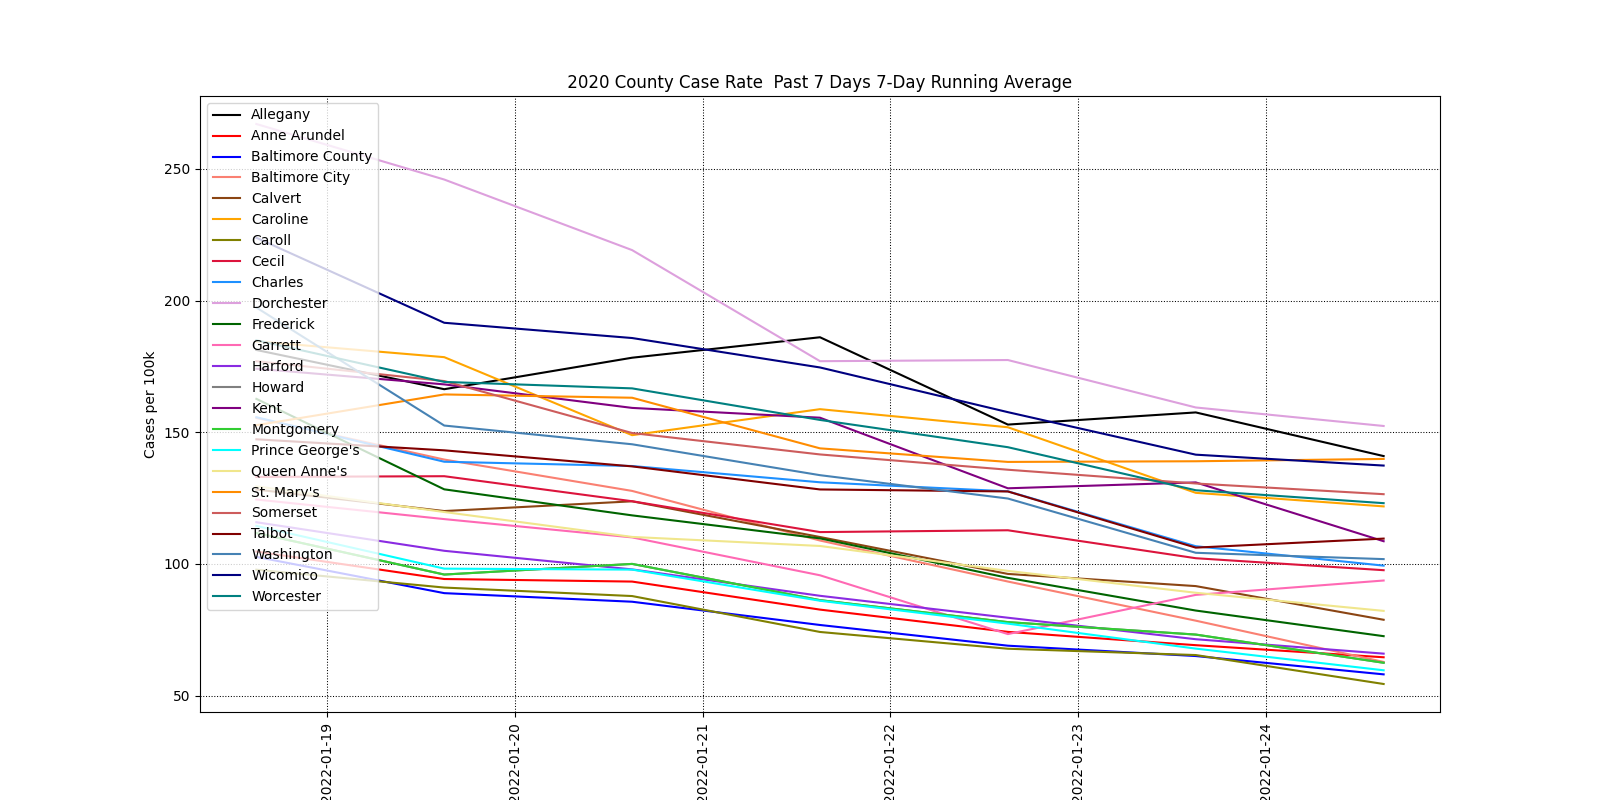 2020 County Case Rate  Past 7 Days 7-Day Running Average
Allegany
Anne Arundel
Baltimore County
Baltimore City
Calvert
Caroline
Caroll
Cecil
Charles
Dorchester
Frederick
Garrett
Harford
Howard
Kent
Montgomery
Prince George's
Queen Anne's
St. Mary's
Somerset
Talbot
Washington
Wicomico
Worcester
Cases per 100k
250
200
150
100
50
2022-01-19
2022-01-20
2022-01-21
2022-01-22
2022-01-23
2022-01-24